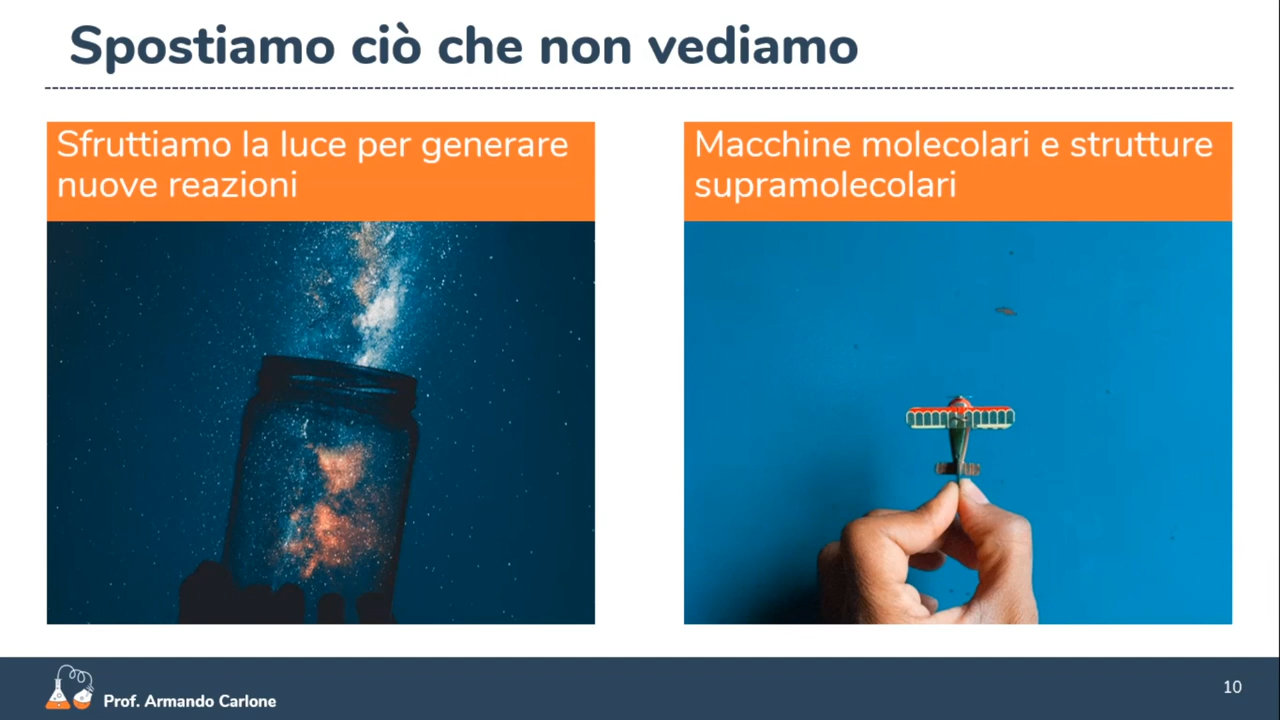 Spostiamo ciò che non vediamo
Sfruttiamo la luce per generare
nuove reazioni
Macchine molecolari e strutture
supramolecolari
Prof. Armando Carlone
10